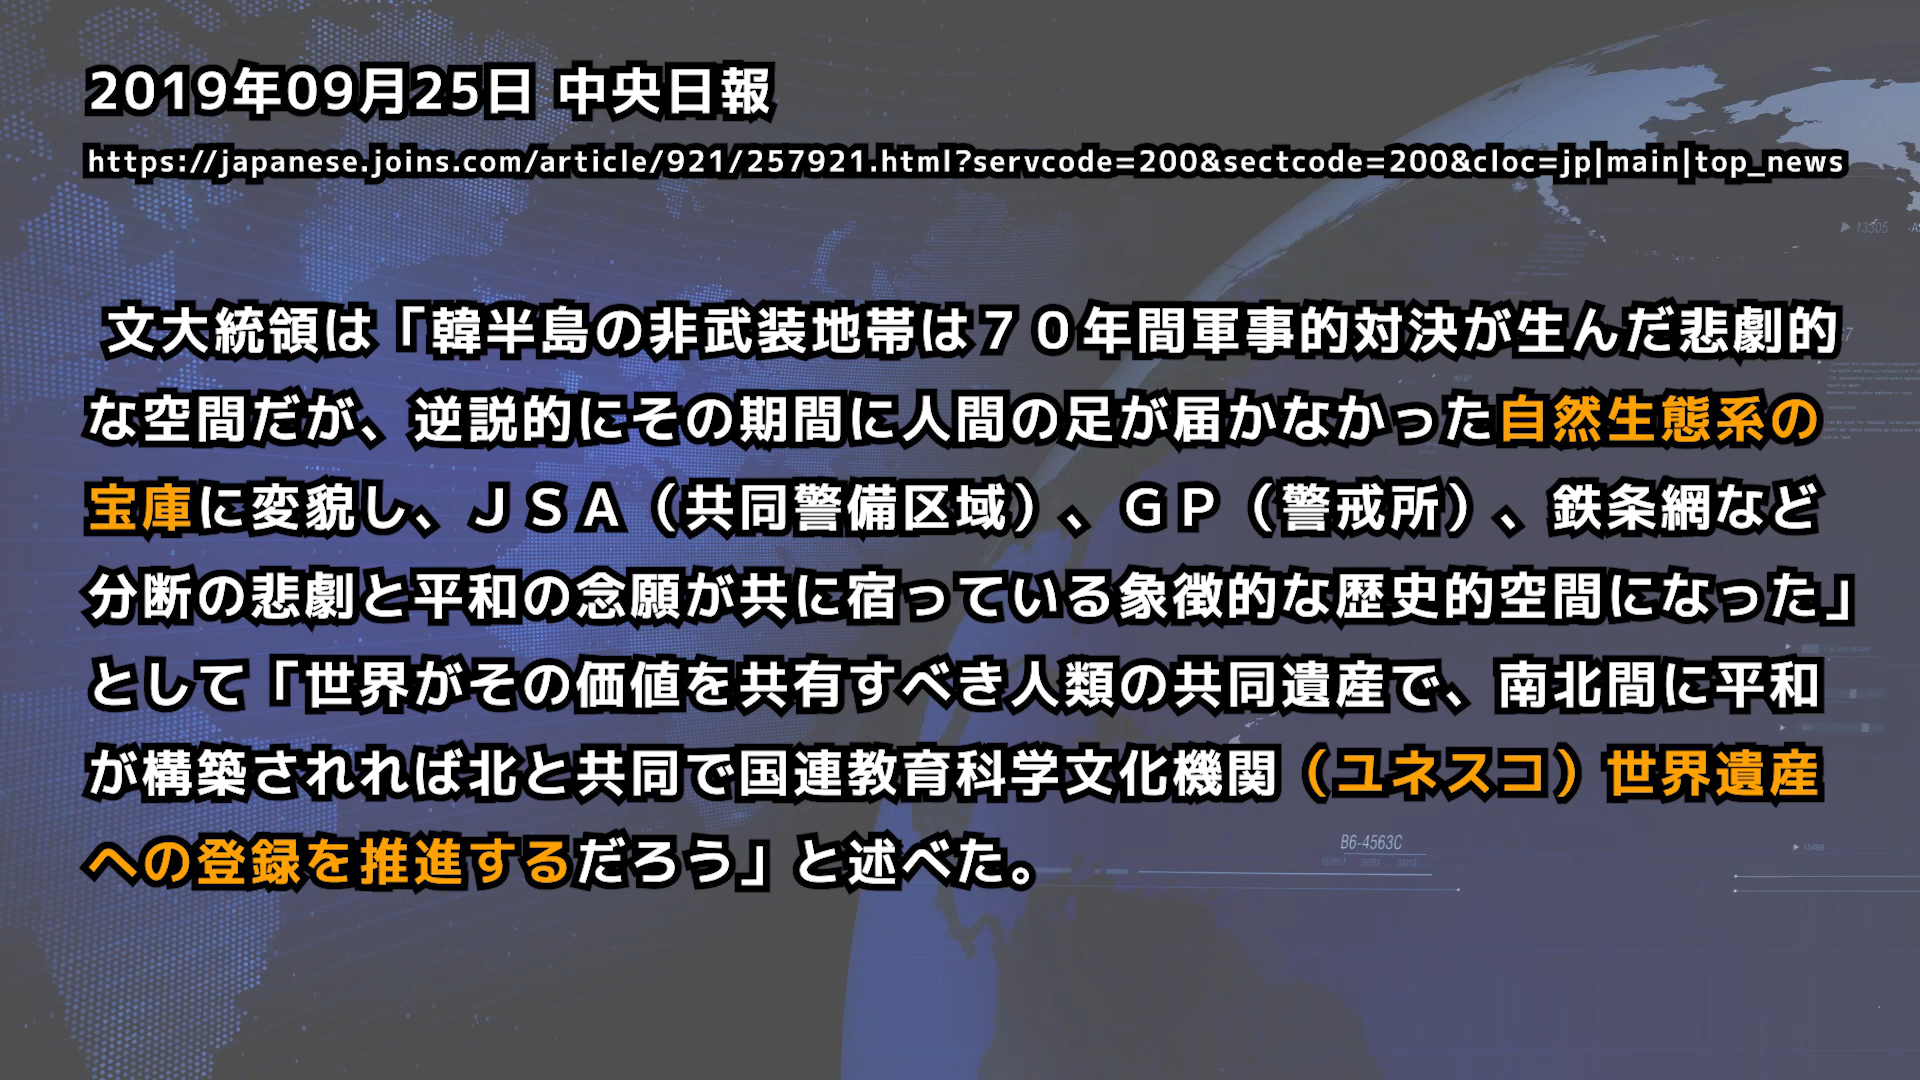 2019年09月25日 中央日報
https://japanese.joins.com/article/921/257921.html?servcode=200&sectcode=200&cloc=jp|main|top_news
13305
文大統領は「韓半島の非武装地帯は７０年間軍事的対決が生んだ悲劇的
な空間だが、逆説的にその期間に人間の足が届かなかった自然生態系の
宝庫に変貌し、ＪＳＡ（共同警備区域）、ＧＰ（警戒所）、鉄条網など
分断の悲劇と平和の念願が共に宿っている象徴的な歴史的空間になった」
として「世界がその価値を共有すべき人類の共同遺産で、南北間に平和
が構築されれば北と共同で国連教育科学文化機関（ユネスコ）世界遺産
B6-4563C
への登録を推進するだろう」と述べた。